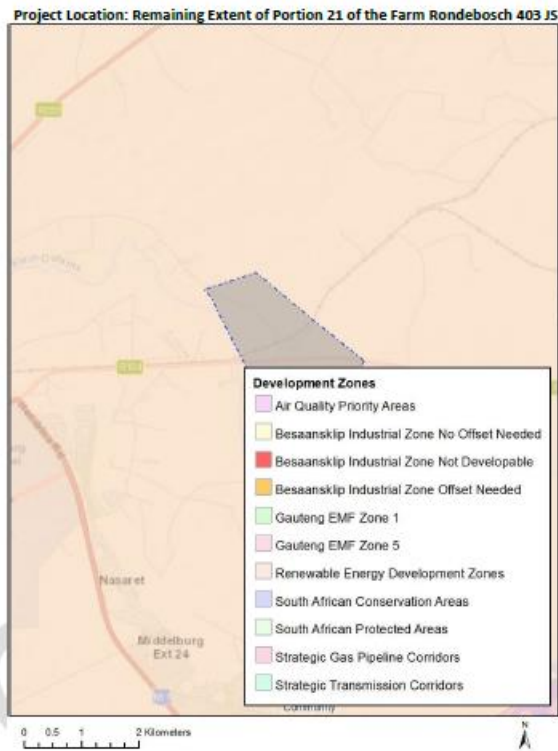 Project Location: Remaining Extent of Portion 21 of the Farm Rondebosch 403 JS
Development Zones
Air Quality Priority Areas
Besaansklip Industrial Zone No Offset Needed
Besaansklip Industrial Zone Not Developable
Besaansklip Industrial Zone Offset Needed
Gauteng EMF Zone 1
Gauteng EMF Zone 5
Renewable Energy Development Zones
South African Conservation Areas
South African Protected Areas
Strategic Gas Pipeline Corridors
Strategic Transmission Corridors
Nasaret
Middelburg
Ext 24
Community
0 0.5 1 2 Kilometers
N